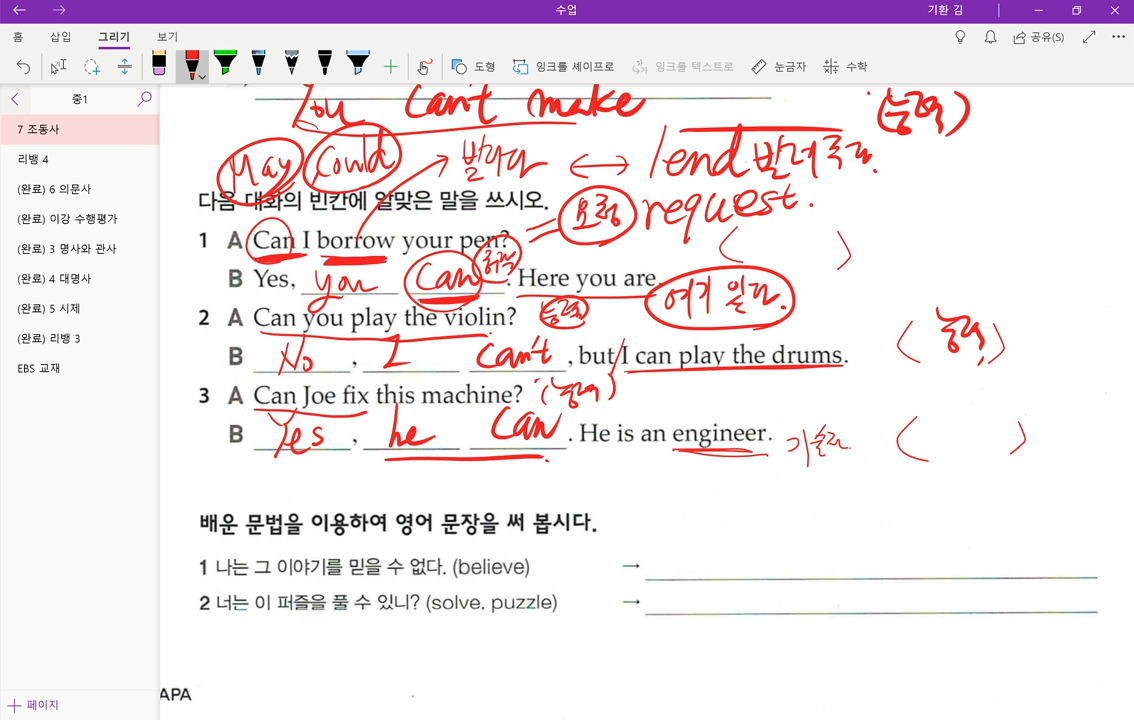 수업
기환 김
홈 삽입 그리기 보기
공유(S)
도형 잉크를 셰이프로 잉크를 텍스트로 눈금자 수학
중1
7 조동사
리뱅 4
(완료) 6 의문사
(완료) 이강 수행평가
(완료) 3 명사와 관사
(완료) 4 대명사
(완료) 5 시제
(완료) 리뱅 3
EBS 교재
페이지
You can't make
(능력)
May Could 빌리다 ↔ lend 빌려주다.
다음 대화의 빈칸에 알맞은 말을 쓰시오.
= 요청 request.
1 A Can I borrow your pen? ( )
B Yes, you can 허락. Here you are. 여기 있다.
2 A Can you play the violin? 능력
B No, I can't, but I can play the drums. (능력)
3 A Can Joe fix this machine? (능력)
B Yes, he can. He is an engineer. 기술자 ( )
배운 문법을 이용하여 영어 문장을 써 봅시다.
1 나는 그 이야기를 믿을 수 없다. (believe) →
2 너는 이 퍼즐을 풀 수 있니? (solve, puzzle) →
APA